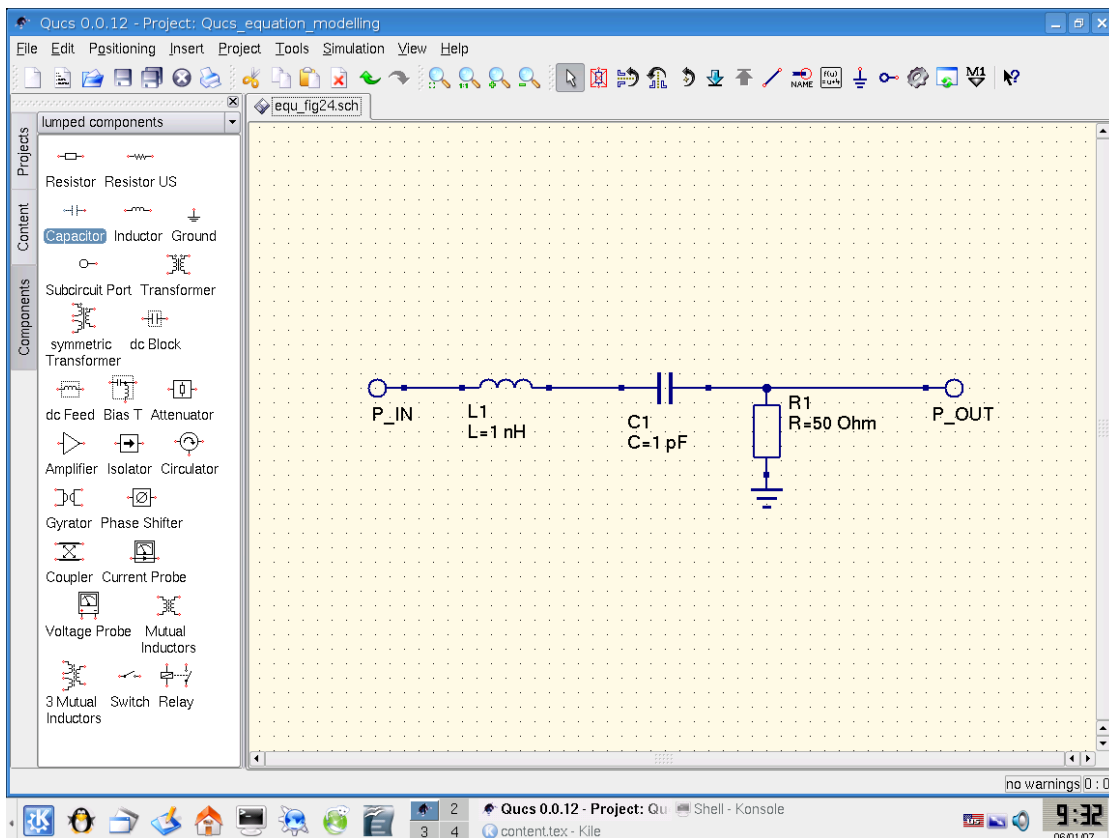 Qucs 0.0.12 - Project: Qucs_equation_modelling
File Edit Positioning Insert Project Tools Simulation View Help
NAME
M1
lumped components
equ_fig24.sch
Projects
Content
Components
Resistor Resistor US
Capacitor Inductor Ground
Subcircuit Port Transformer
symmetric Transformer
dc Block
dc Feed Bias T Attenuator
Amplifier Isolator Circulator
Gyrator Phase Shifter
Coupler Current Probe
Voltage Probe
Mutual Inductors
3 Mutual Inductors
Switch Relay
P_IN
L1
L=1 nH
C1
C=1 pF
R1
R=50 Ohm
P_OUT
no warnings 0 : 0
2
3 4
Qucs 0.0.12 - Project: Qu
Shell - Konsole
content.tex - Kile
US
9:32
06/01/07